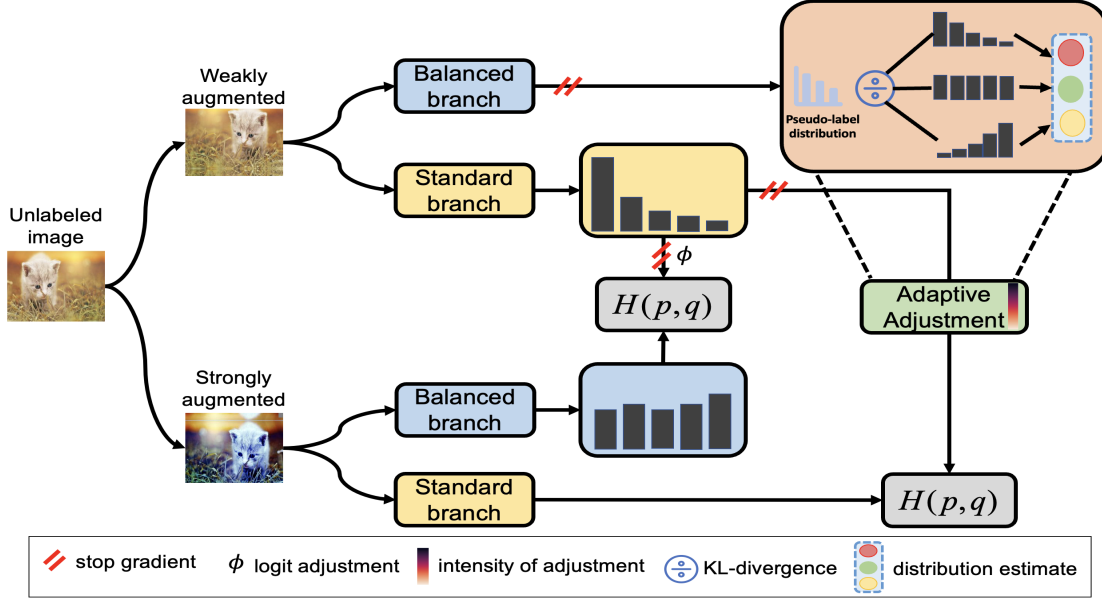 Weakly
augmented
Balanced
branch
Pseudo-label
distribution
Standard
branch
Unlabeled
image
ϕ
H(p,q)
Adaptive
Adjustment
Strongly
augmented
Balanced
branch
Standard
branch
H(p,q)
stop gradient
ϕ logit adjustment
intensity of adjustment
KL-divergence
distribution estimate